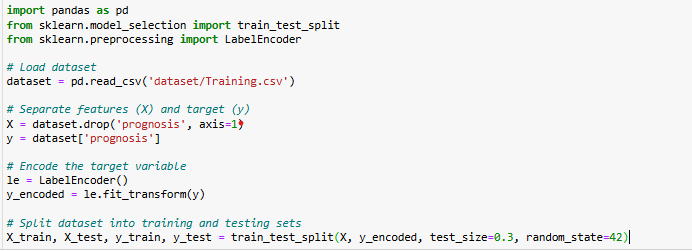 import pandas as pd
from sklearn.model_selection import train_test_split
from sklearn.preprocessing import LabelEncoder
# Load dataset
dataset = pd.read_csv('dataset/Training.csv')
# Separate features (X) and target (y)
X = dataset.drop('prognosis', axis=1)
y = dataset['prognosis']
# Encode the target variable
le = LabelEncoder()
y_encoded = le.fit_transform(y)
# Split dataset into training and testing sets
X_train, X_test, y_train, y_test = train_test_split(X, y_encoded, test_size=0.3, random_state=42)